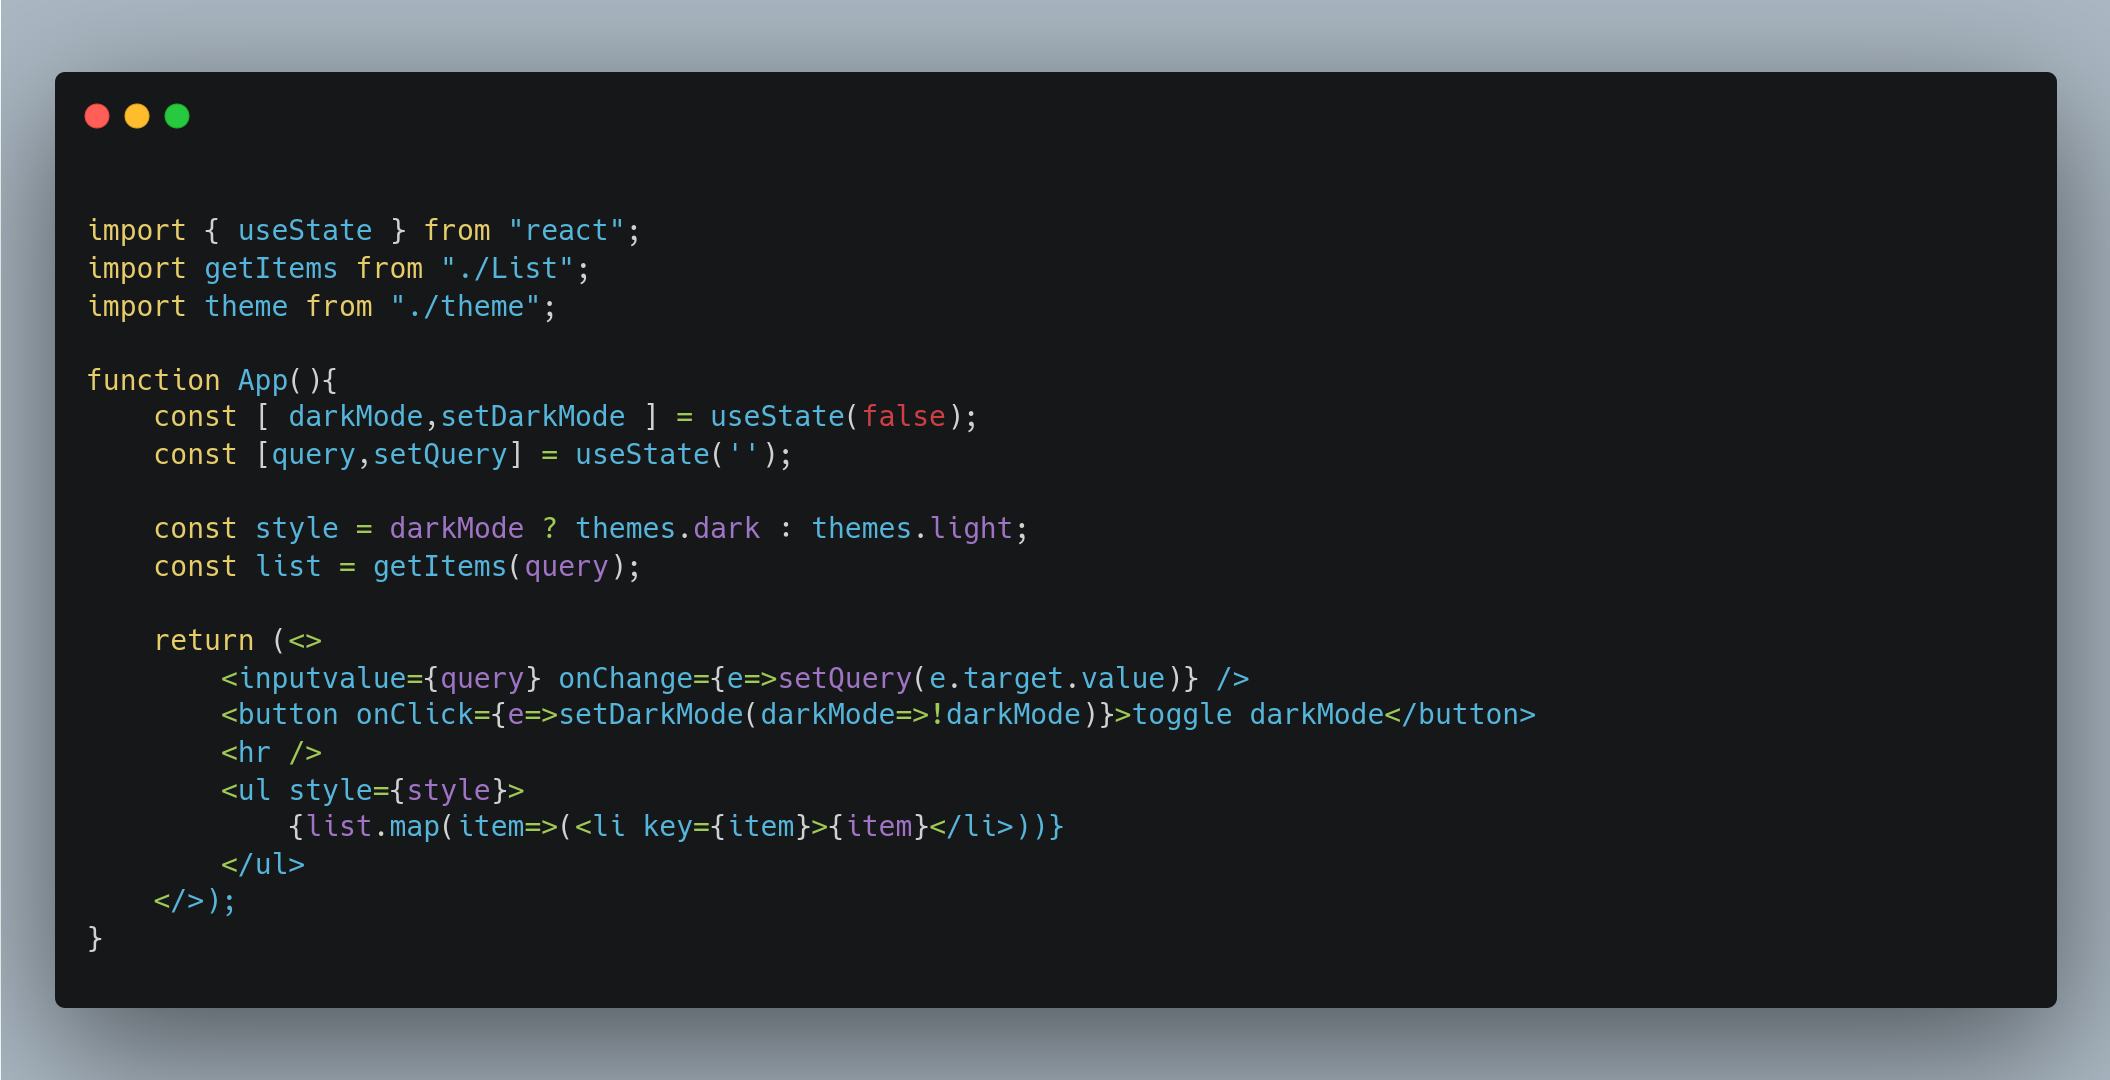 import { useState } from "react";
import getItems from "./List";
import theme from "./theme";
function App(){
const [ darkMode,setDarkMode ] = useState(false);
const [query,setQuery] = useState('');
const style = darkMode ? themes.dark : themes.light;
const list = getItems(query);
return (<>
<inputvalue={query} onChange={e=>setQuery(e.target.value)} />
<button onClick={e=>setDarkMode(darkMode=>!darkMode)}>toggle darkMode</button>
<hr />
<ul style={style}>
{list.map(item=>(<li key={item}>{item}</li>))}
</ul>
</>);
}